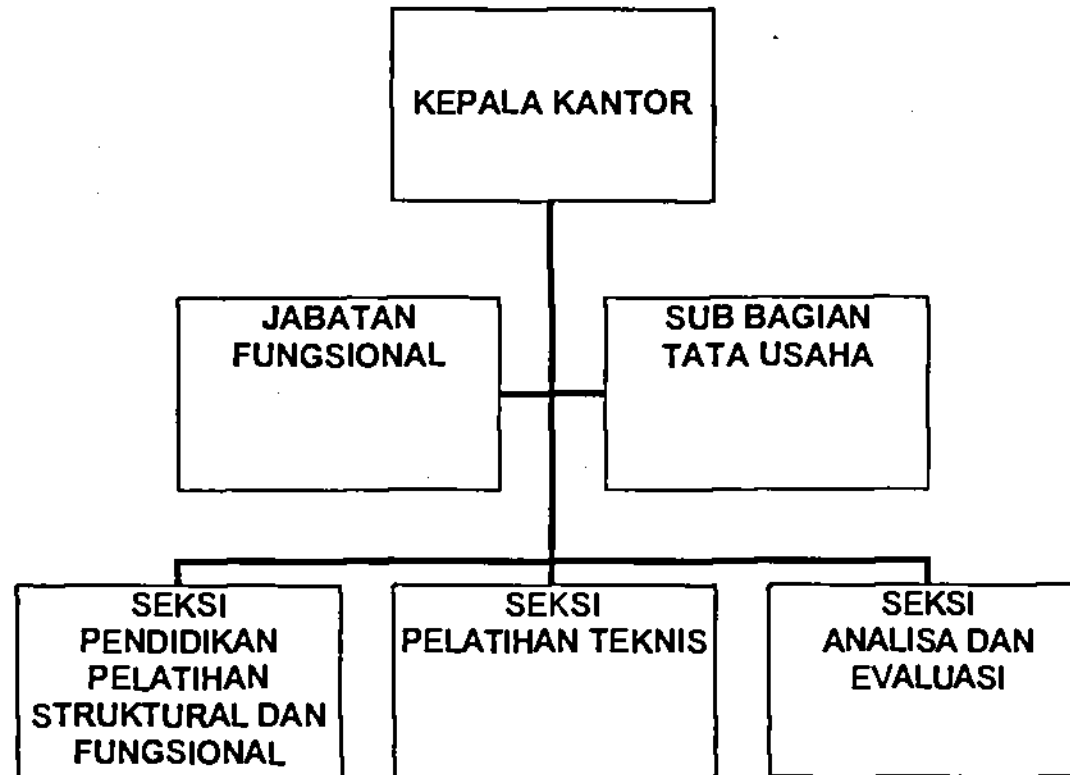 KEPALA KANTOR
JABATAN
FUNGSIONAL
SUB BAGIAN
TATA USAHA
SEKSI
PENDIDIKAN
PELATIHAN
STRUKTURAL DAN
FUNGSIONAL
SEKSI
PELATIHAN TEKNIS
SEKSI
ANALISA DAN
EVALUASI